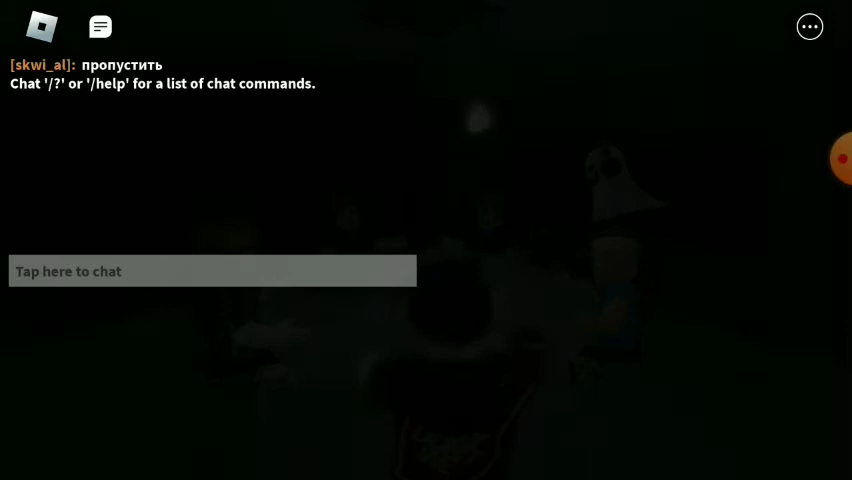 [skwi_al]: пропустить
Chat '/?' or '/help' for a list of chat commands.
Tap here to chat